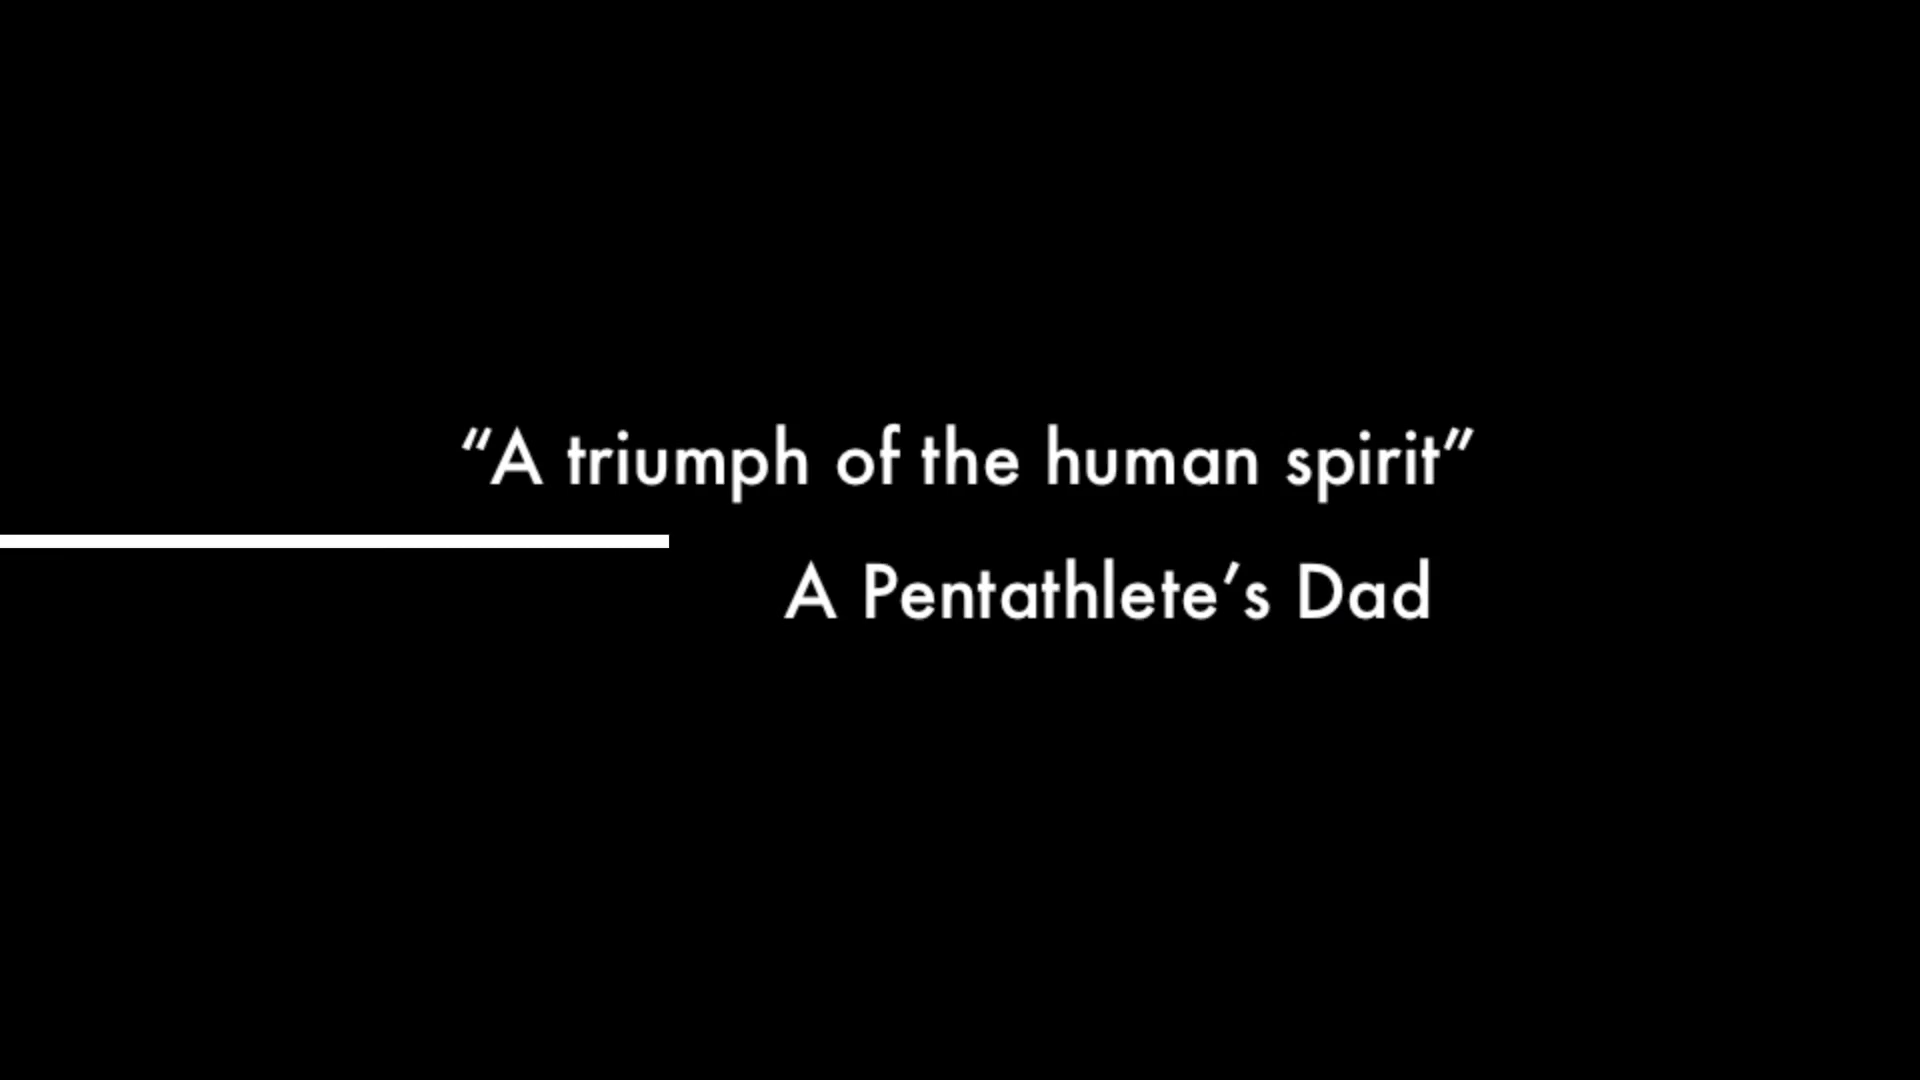 “A triumph of the human spirit”
A Pentathlete’s Dad